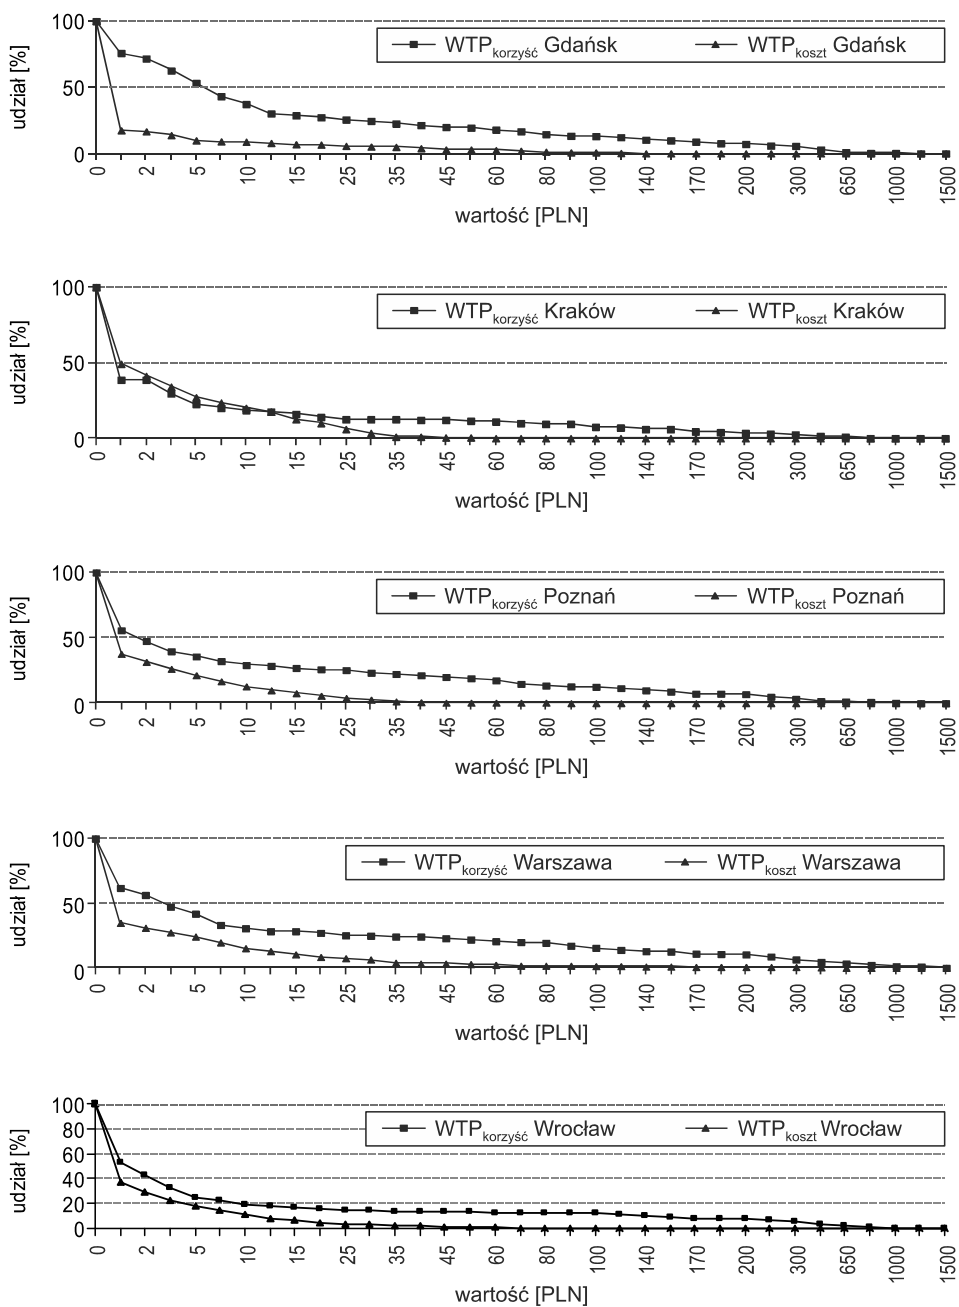 100
50
0
udział [%]
WTPkorzyść Gdańsk WTPkoszt Gdańsk
0 2 5 10 15 25 35 45 60 80 100 140 170 200 300 650 1000 1500
wartość [PLN]
100
50
0
udział [%]
WTPkorzyść Kraków WTPkoszt Kraków
0 2 5 10 15 25 35 45 60 80 100 140 170 200 300 650 1000 1500
wartość [PLN]
100
50
0
udział [%]
WTPkorzyść Poznań WTPkoszt Poznań
0 2 5 10 15 25 35 45 60 80 100 140 170 200 300 650 1000 1500
wartość [PLN]
100
50
0
udział [%]
WTPkorzyść Warszawa WTPkoszt Warszawa
0 2 5 10 15 25 35 45 60 80 100 140 170 200 300 650 1000 1500
wartość [PLN]
100
80
60
40
20
0
udział [%]
WTPkorzyść Wrocław WTPkoszt Wrocław
0 2 5 10 15 25 35 45 60 80 100 140 170 200 300 650 1000 1500
wartość [PLN]